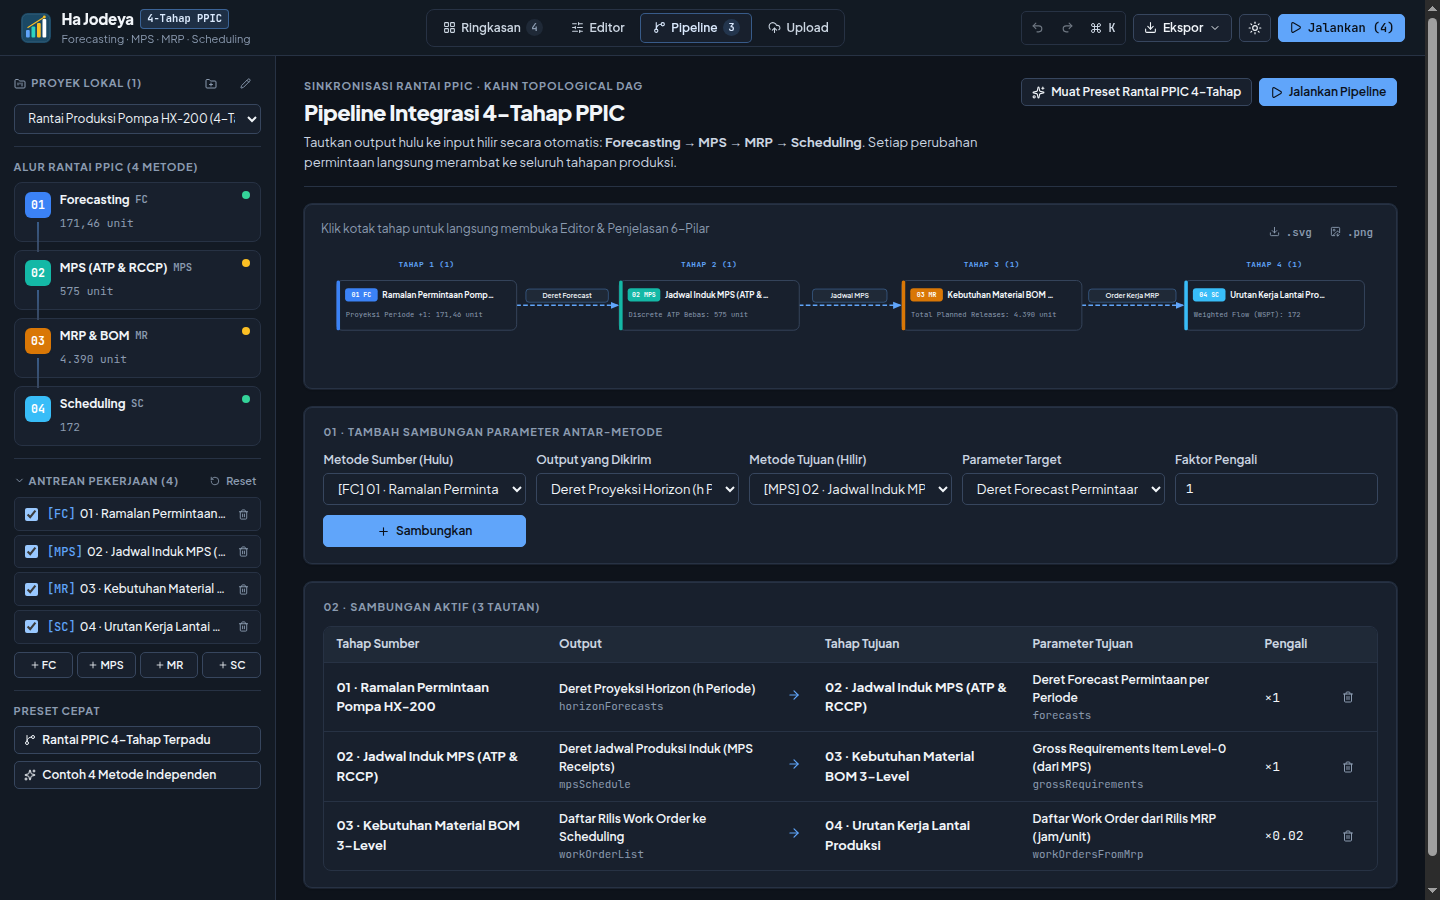 Ha Jodeya
4-Tahap PPIC
Forecasting · MPS · MRP · Scheduling
Ringkasan 4
Editor
Pipeline 3
Upload
⌘ K
Ekspor
Jalankan (4)
PROYEK LOKAL (1)
Rantai Produksi Pompa HX-200 (4-Ta
ALUR RANTAI PPIC (4 METODE)
01 Forecasting FC
171,46 unit
02 MPS (ATP & RCCP) MPS
575 unit
03 MRP & BOM MR
4.390 unit
04 Scheduling SC
172
ANTREAN PEKERJAAN (4)
Reset
[FC] 01 · Ramalan Permintaan...
[MPS] 02 · Jadwal Induk MPS (...
[MR] 03 · Kebutuhan Material ...
[SC] 04 · Urutan Kerja Lantai ...
+ FC
+ MPS
+ MR
+ SC
PRESET CEPAT
Rantai PPIC 4-Tahap Terpadu
Contoh 4 Metode Independen
SINKRONISASI RANTAI PPIC · KAHN TOPOLOGICAL DAG
Pipeline Integrasi 4-Tahap PPIC
Tautkan output hulu ke input hilir secara otomatis: Forecasting → MPS → MRP → Scheduling. Setiap perubahan
permintaan langsung merambat ke seluruh tahapan produksi.
Muat Preset Rantai PPIC 4-Tahap
Jalankan Pipeline
Klik kotak tahap untuk langsung membuka Editor & Penjelasan 6-Pilar
.svg
.png
TAHAP 1 (1)
TAHAP 2 (1)
TAHAP 3 (1)
TAHAP 4 (1)
01 FC Ramalan Permintaan Pomp...
Proyeksi Periode +1: 171,46 unit
Deret Forecast
02 MPS Jadwal Induk MPS (ATP &...
Discrete ATP Bebas: 575 unit
Jadwal MPS
03 MR Kebutuhan Material BOM ...
Total Planned Releases: 4.390 unit
Order Kerja MRP
04 SC Urutan Kerja Lantai Pro...
Weighted Flow (WSPT): 172
01 · TAMBAH SAMBUNGAN PARAMETER ANTAR-METODE
Metode Sumber (Hulu)
Output yang Dikirim
Metode Tujuan (Hilir)
Parameter Target
Faktor Pengali
[FC] 01 · Ramalan Perminta
Deret Proyeksi Horizon (h P
[MPS] 02 · Jadwal Induk MP
Deret Forecast Permintaar
1
+ Sambungkan
02 · SAMBUNGAN AKTIF (3 TAUTAN)
Tahap Sumber
Output
Tahap Tujuan
Parameter Tujuan
Pengali
01 · Ramalan Permintaan
Pompa HX-200
Deret Proyeksi Horizon (h Periode)
horizonForecasts
→
02 · Jadwal Induk MPS (ATP &
RCCP)
Deret Forecast Permintaan per
Periode
forecasts
×1
02 · Jadwal Induk MPS (ATP &
RCCP)
Deret Jadwal Produksi Induk (MPS
Receipts)
mpsSchedule
→
03 · Kebutuhan Material
BOM 3-Level
Gross Requirements Item Level-0
(dari MPS)
grossRequirements
×1
03 · Kebutuhan Material BOM
3-Level
Daftar Rilis Work Order ke
Scheduling
workOrderList
→
04 · Urutan Kerja Lantai
Produksi
Daftar Work Order dari Rilis MRP
(jam/unit)
workOrdersFromMrp
×0.02